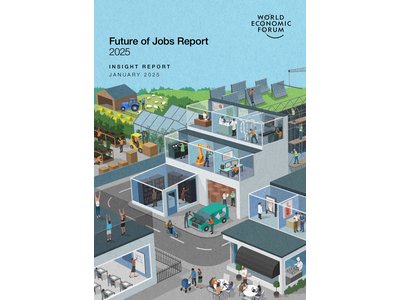 WORLD
ECONOMIC
FORUM
Future of Jobs Report
2025
INSIGHT REPORT
JANUARY 2025